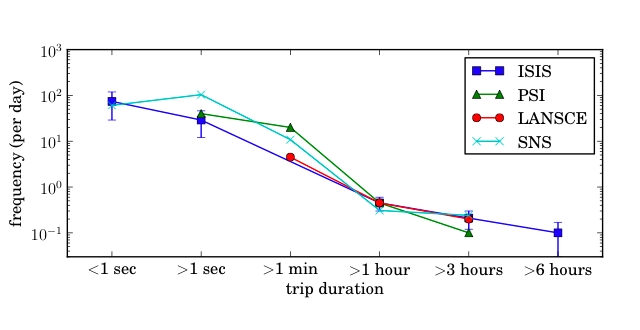 frequency (per day)
10³
10²
10¹
10⁰
10⁻¹
ISIS
PSI
LANSCE
SNS
<1 sec >1 sec >1 min >1 hour >3 hours >6 hours
trip duration